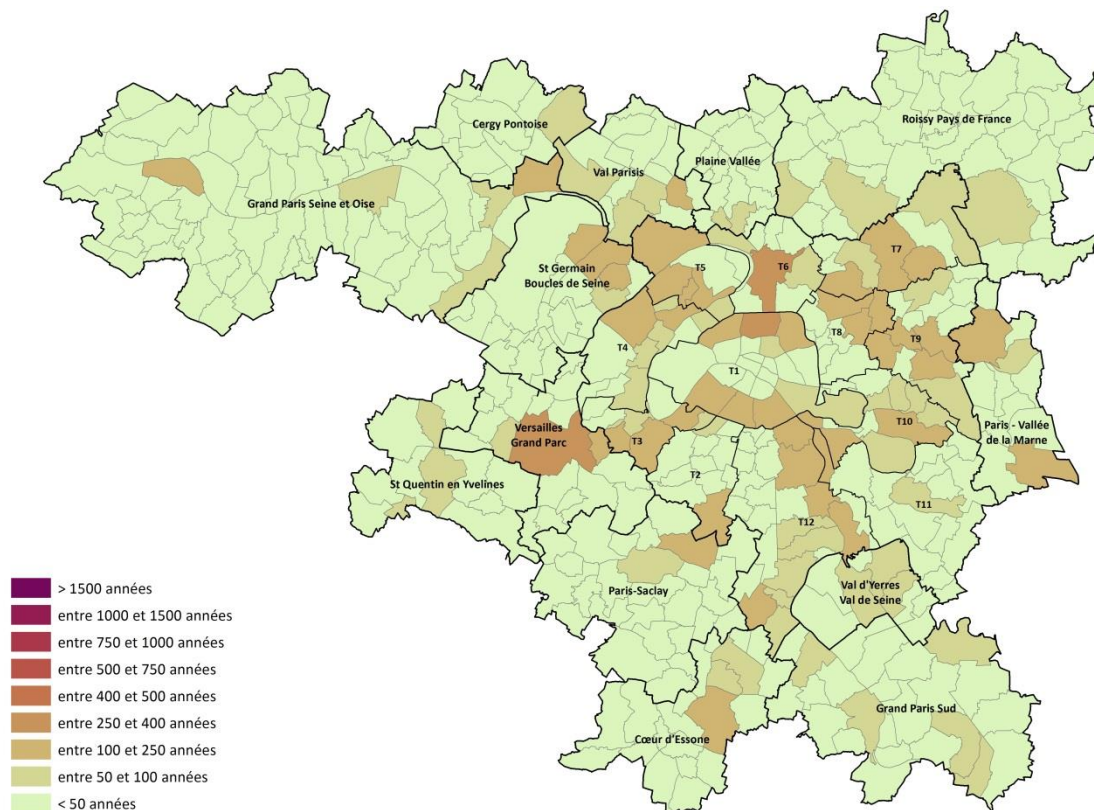 Cergy Pontoise
Roissy Pays de France
Plaine Vallée
Val Parisis
Grand Paris Seine et Oise
T7
St Germain
Boucles de Seine
T5
T6
T4
T8
T9
T1
Versailles
Grand Parc
T3
T10
Paris - Vallée
de la Marne
T2
St Quentin en Yvelines
T11
T12
Paris-Saclay
Val d'Yerres
Val de Seine
Grand Paris Sud
Cœur d'Essone
> 1500 années
entre 1000 et 1500 années
entre 750 et 1000 années
entre 500 et 750 années
entre 400 et 500 années
entre 250 et 400 années
entre 100 et 250 années
entre 50 et 100 années
< 50 années